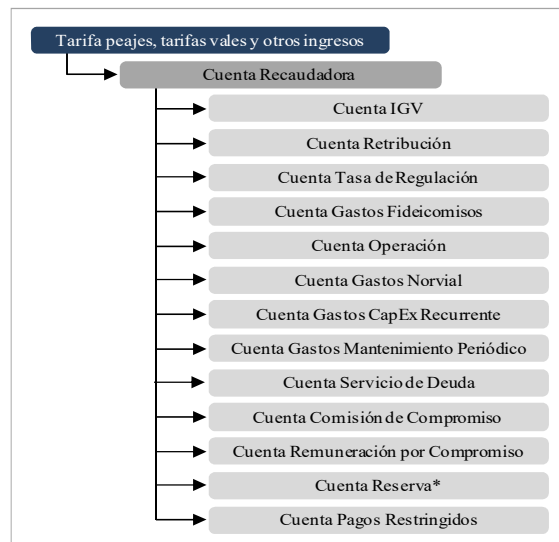 Tarifa peajes, tarifas vales y otros ingresos
Cuenta Recaudadora
Cuenta IGV
Cuenta Retribución
Cuenta Tasa de Regulación
Cuenta Gastos Fideicomisos
Cuenta Operación
Cuenta Gastos Norvial
Cuenta Gastos CapEx Recurrente
Cuenta Gastos Mantenimiento Periódico
Cuenta Servicio de Deuda
Cuenta Comisión de Compromiso
Cuenta Remuneración por Compromiso
Cuenta Reserva*
Cuenta Pagos Restringidos